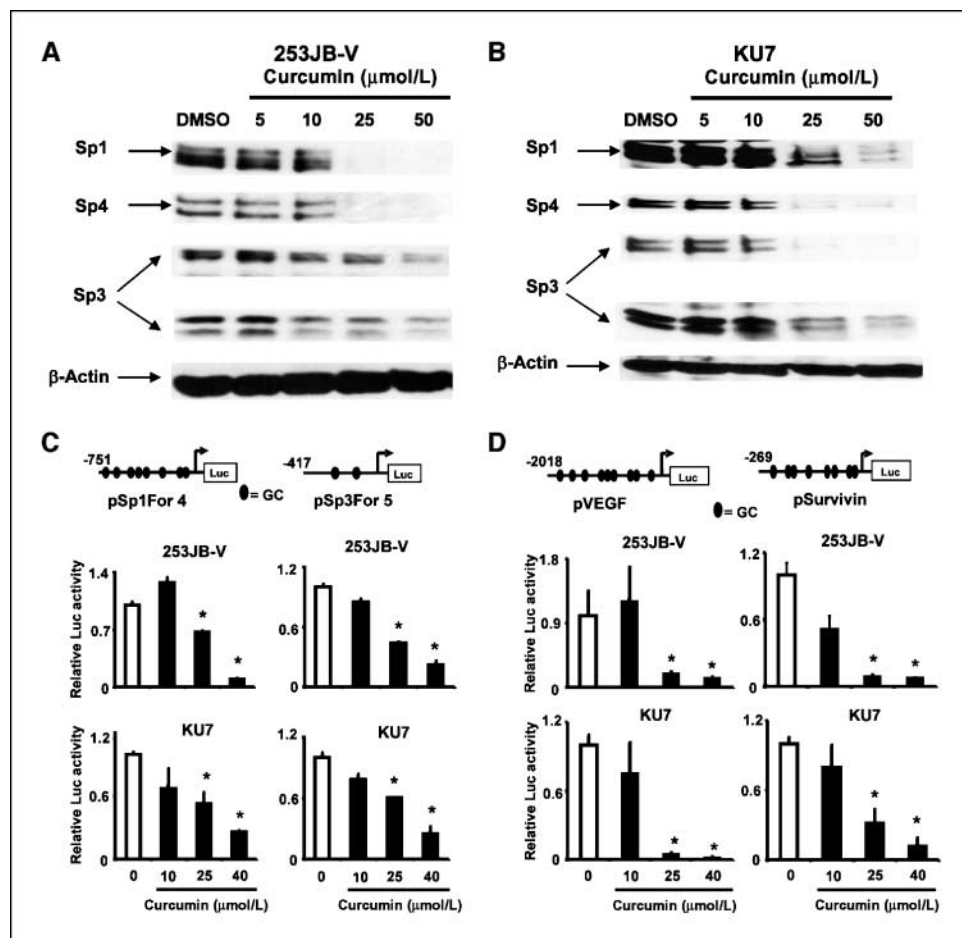 A
253JB-V
Curcumin (μmol/L)
DMSO 5 10 25 50
Sp1
Sp4
Sp3
β-Actin
B
KU7
Curcumin (μmol/L)
DMSO 5 10 25 50
Sp1
Sp4
Sp3
β-Actin
C
-751
Luc
pSp1For 4
= GC
-417
Luc
pSp3For 5
253JB-V
Relative Luc activity
1.4
0.7
0
*
*
253JB-V
1.2
0.6
0
*
*
KU7
Relative Luc activity
1.2
0.6
0
*
*
0 10 25 40
Curcumin (μmol/L)
KU7
1.2
0.6
0
*
*
0 10 25 40
Curcumin (μmol/L)
D
-2018
Luc
pVEGF
= GC
-269
Luc
pSurvivin
253JB-V
Relative Luc activity
1.8
0.9
0
*
*
253JB-V
1.2
0.6
0
*
*
KU7
Relative Luc activity
1.2
0.6
0
*
*
0 10 25 40
Curcumin (μmol/L)
KU7
1.2
0.6
0
*
*
0 10 25 40
Curcumin (μmol/L)